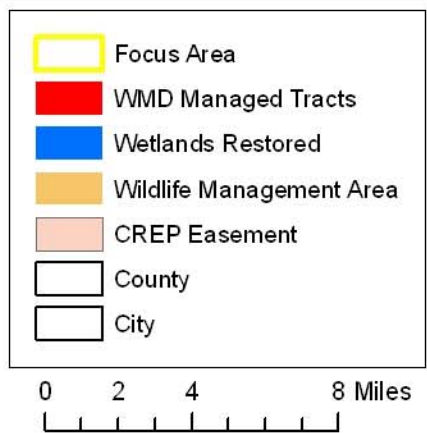 Focus Area
WMD Managed Tracts
Wetlands Restored
Wildlife Management Area
CREP Easement
County
City
0 2 4 8 Miles